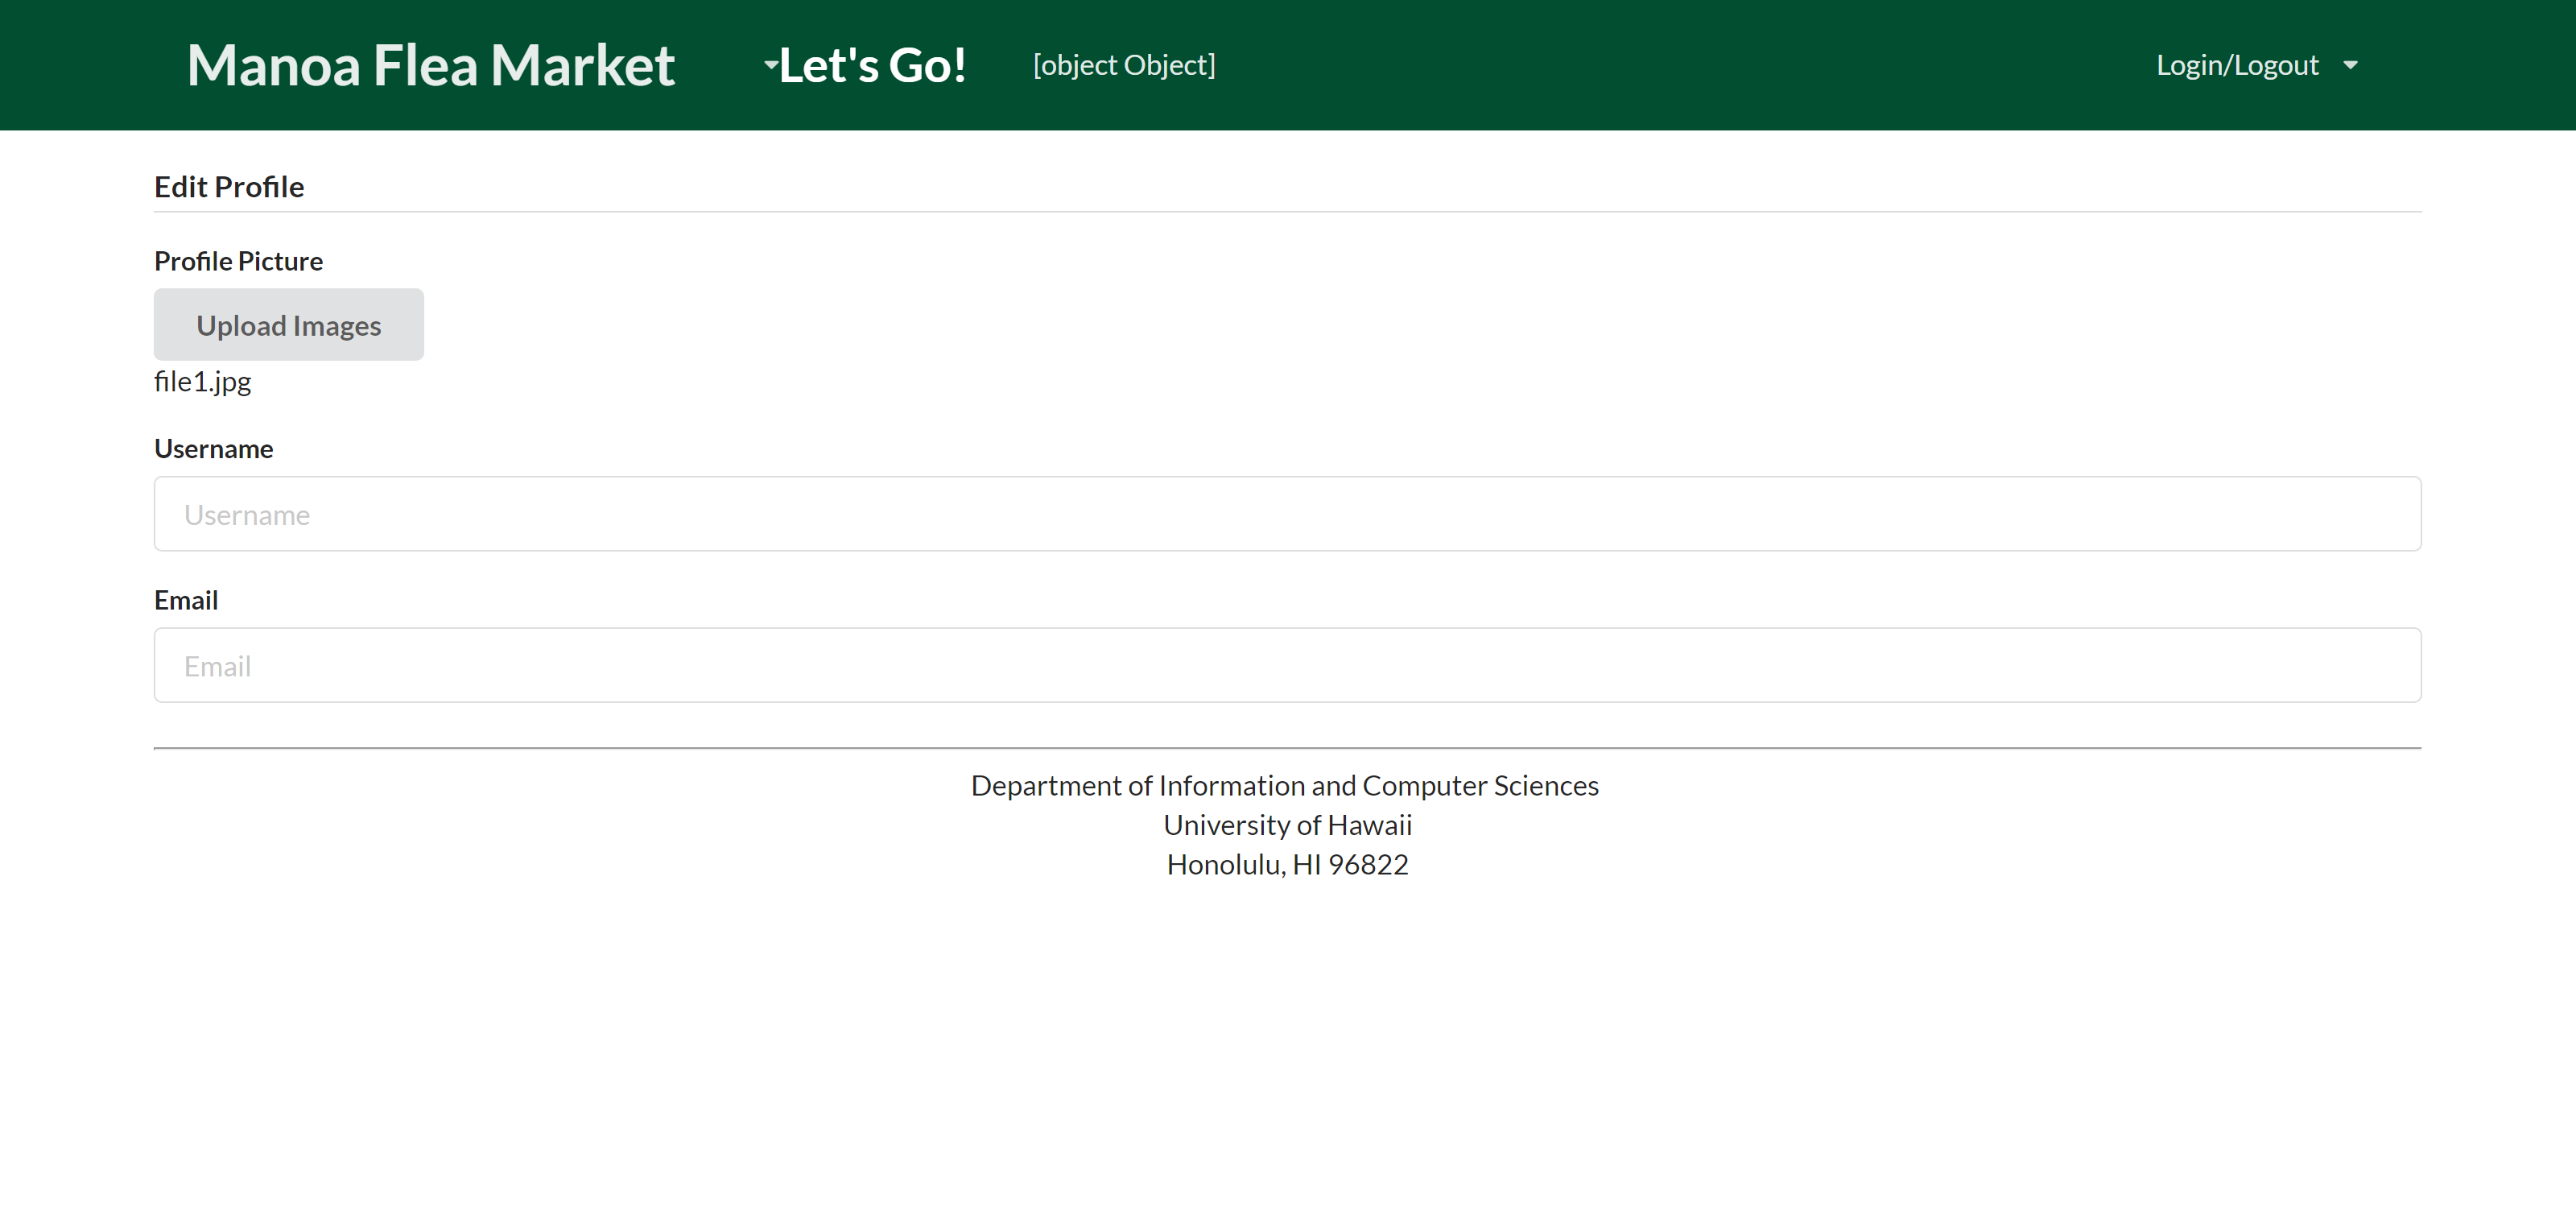 Manoa Flea Market Let's Go! [object Object] Login/Logout
Edit Profile
Profile Picture
Upload Images
file1.jpg
Username
Username
Email
Email
Department of Information and Computer Sciences
University of Hawaii
Honolulu, HI 96822